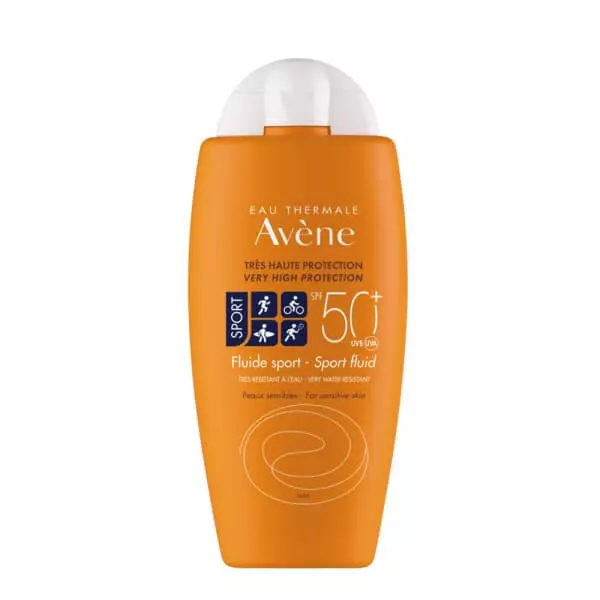 EAU THERMALE
Avène
TRÈS HAUTE PROTECTION
VERY HIGH PROTECTION
SPORT
SPF 50+
UVB UVA
Fluide sport - Sport fluid
TRÈS RÉSISTANT À L'EAU - VERY WATER RESISTANT
Peaux sensibles - For sensitive skin